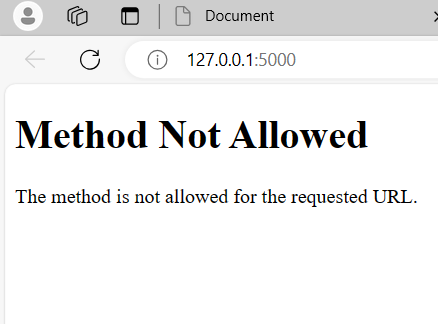 Document
127.0.0.1:5000
Method Not Allowed
The method is not allowed for the requested URL.